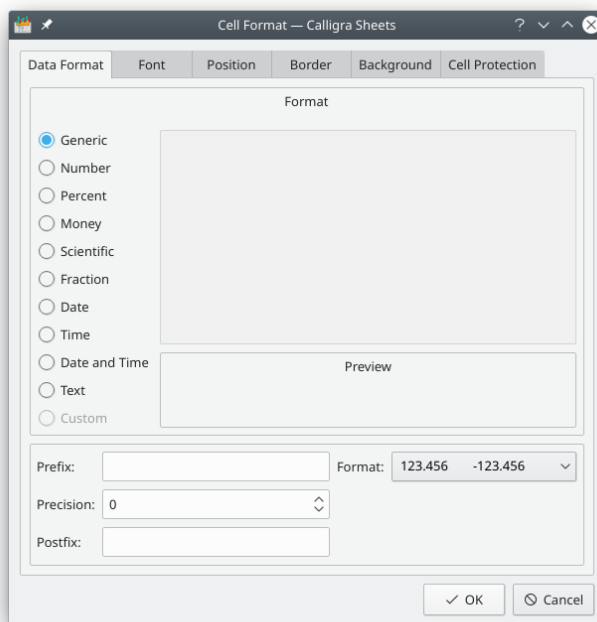 Cell Format — Calligra Sheets
Data Format Font Position Border Background Cell Protection
Format
Generic
Number
Percent
Money
Scientific
Fraction
Date
Time
Date and Time
Text
Custom
Preview
Prefix:
Format: 123.456 -123.456
Precision: 0
Postfix:
OK Cancel